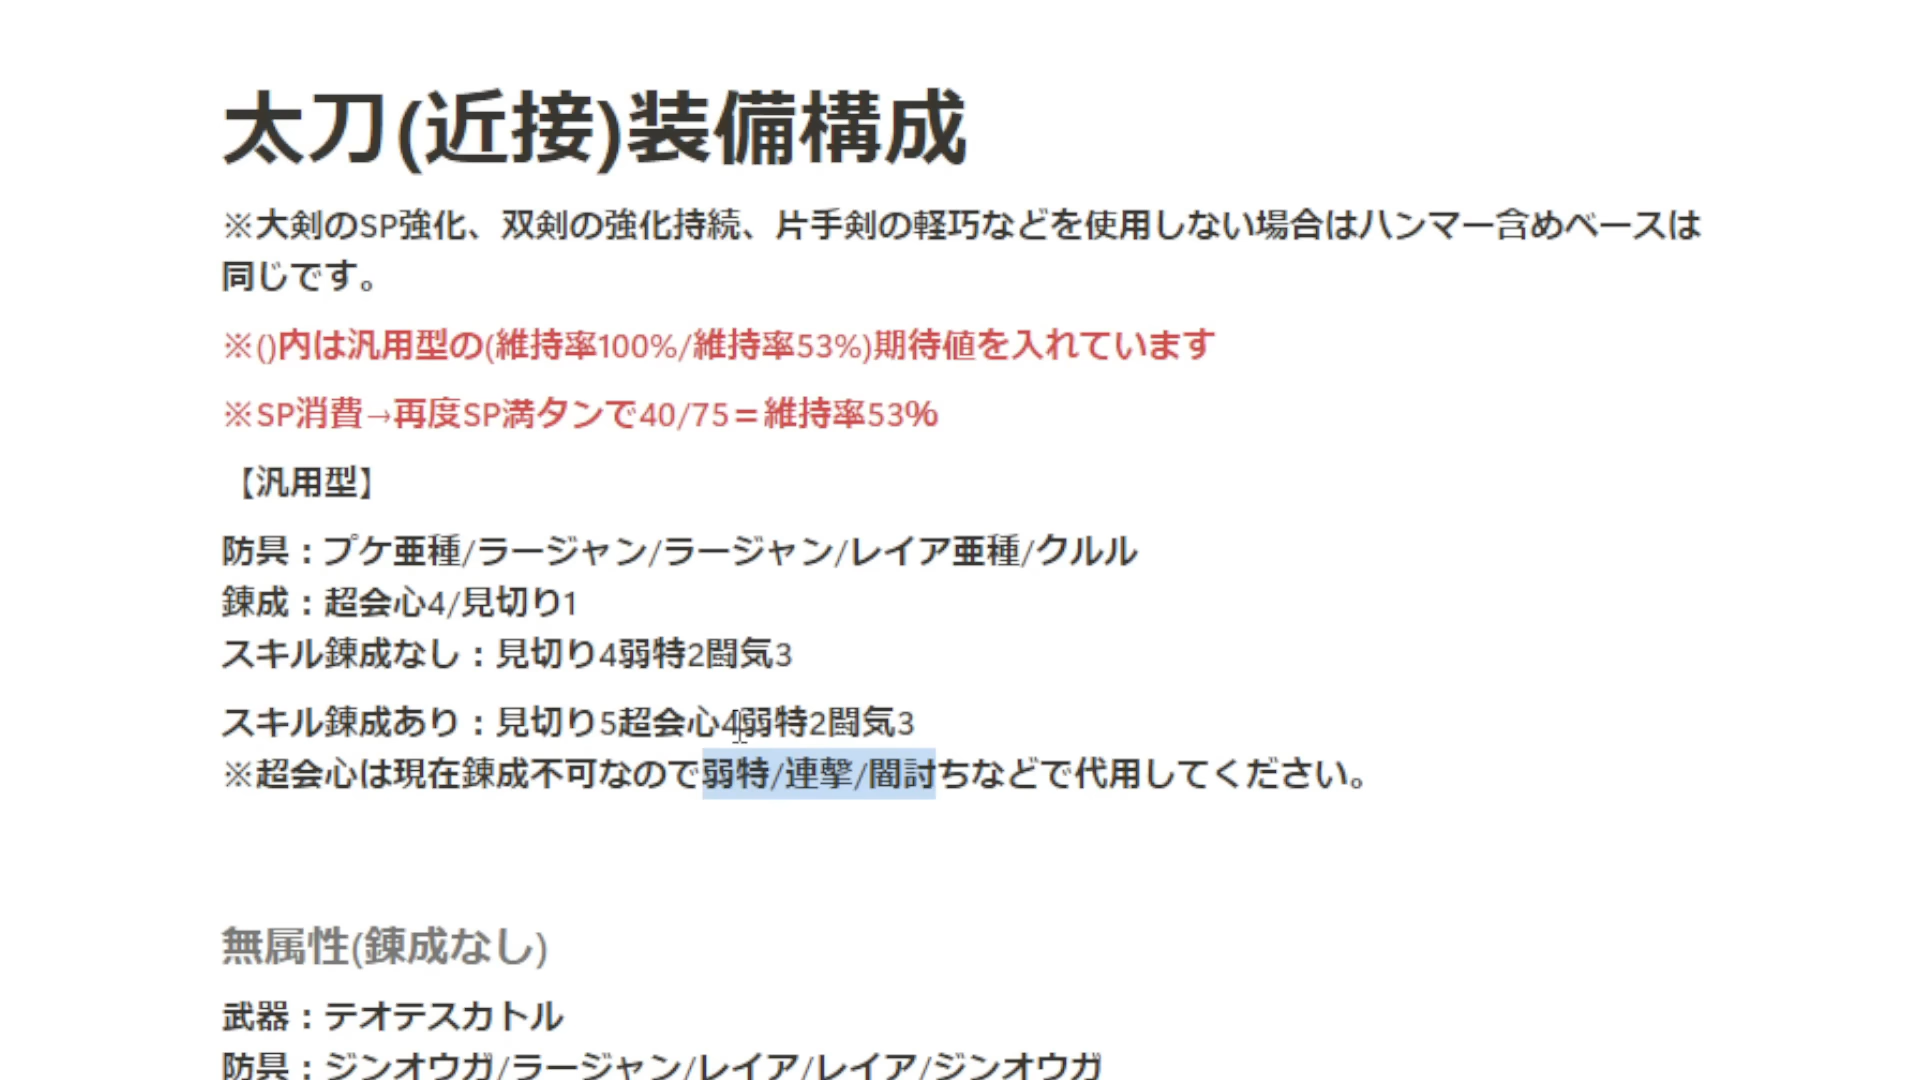 太刀(近接)装備構成
※大剣のSP強化、双剣の強化持続、片手剣の軽巧などを使用しない場合はハンマー含めベースは
同じです。
※()内は汎用型の(維持率100%/維持率53%)期待値を入れています
※SP消費→再度SP満タンで40/75＝維持率53%
【汎用型】
防具：プケ亜種/ラージャン/ラージャン/レイア亜種/クルル
錬成：超会心4/見切り1
スキル錬成なし：見切り4弱特2闘気3
スキル錬成あり：見切り5超会心4弱特2闘気3
※超会心は現在錬成不可なので弱特/連撃/闇討ちなどで代用してください。
無属性(錬成なし)
武器：テオテスカトル
防具：ジンオウガ/ラージャン/レイア/レイア/ジンオウガ